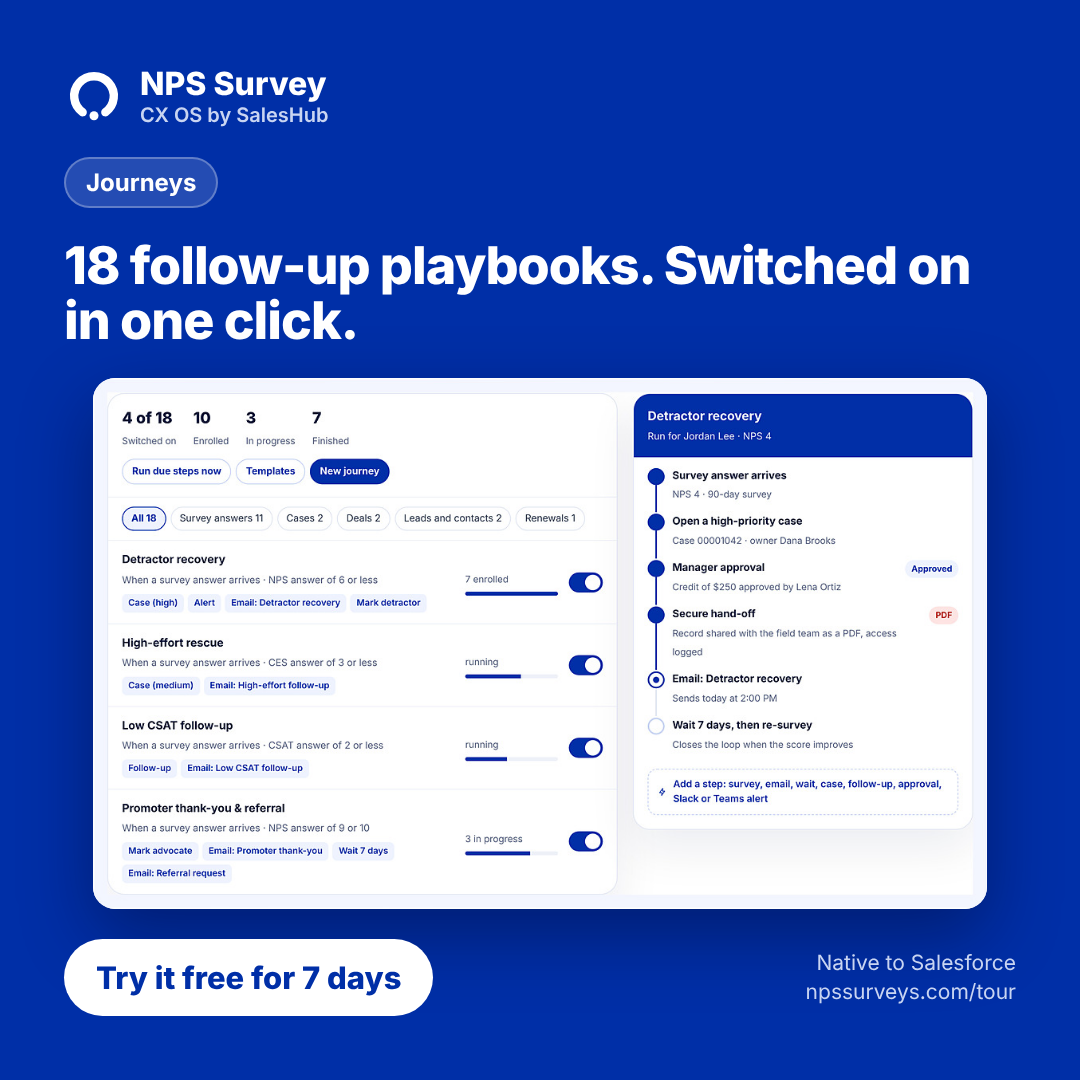 NPS Survey
CX OS by SalesHub
Journeys
18 follow-up playbooks. Switched on
in one click.
4 of 18 10 3 7
Switched on Enrolled In progress Finished
Run due steps now Templates New journey
All 18 Survey answers 11 Cases 2 Deals 2 Leads and contacts 2 Renewals 1
Detractor recovery
When a survey answer arrives · NPS answer of 6 or less
7 enrolled
Case (high) Alert Email: Detractor recovery Mark detractor
High-effort rescue
When a survey answer arrives · CES answer of 3 or less
running
Case (medium) Email: High-effort follow-up
Low CSAT follow-up
When a survey answer arrives · CSAT answer of 2 or less
running
Follow-up Email: Low CSAT follow-up
Promoter thank-you & referral
When a survey answer arrives · NPS answer of 9 or 10
3 in progress
Mark advocate Email: Promoter thank-you Wait 7 days
Email: Referral request
Detractor recovery
Run for Jordan Lee · NPS 4
Survey answer arrives
NPS 4 · 90-day survey
Open a high-priority case
Case 00001042 · owner Dana Brooks
Manager approval
Approved
Credit of $250 approved by Lena Ortiz
Secure hand-off
PDF
Record shared with the field team as a PDF, access
logged
Email: Detractor recovery
Sends today at 2:00 PM
Wait 7 days, then re-survey
Closes the loop when the score improves
Add a step: survey, email, wait, case, follow-up, approval,
Slack or Teams alert
Try it free for 7 days
Native to Salesforce
npssurveys.com/tour